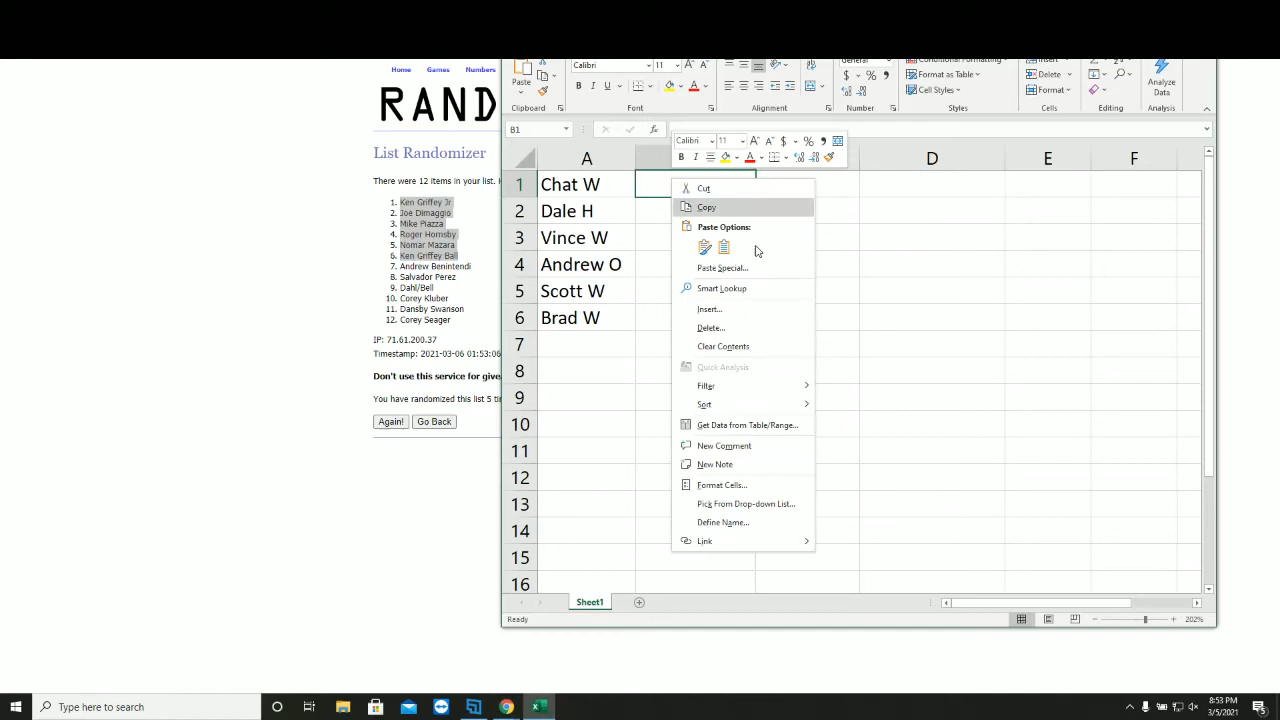 Home Games Numbers
RAND
List Randomizer
There were 12 items in your list.
1. Ken Griffey Jr
2. Joe Dimaggio
3. Mike Piazza
4. Roger Hornsby
5. Nomar Mazara
6. Ken Griffey Ball
7. Andrew Benintendi
8. Salvador Perez
9. Dahl/Bell
10. Corey Kluber
11. Dansby Swanson
12. Corey Seager
IP: 71.61.200.37
Timestamp: 2021-03-06 01:53:06
Don't use this service for give
You have randomized this list 5 ti
Again! Go Back
Paste
Calibri 11
B I U
$ % ,
Format as Table
Cell Styles
Delete
Format
Analyze
Data
Clipboard Font Alignment Number Styles Cells Editing Analysis
B1
fx
Calibri 11 $ % ,
B I
A D E F
1 Chat W
2 Dale H
3 Vince W
4 Andrew O
5 Scott W
6 Brad W
7
8
9
10
11
12
13
14
15
16
Cut
Copy
Paste Options:
Paste Special...
Smart Lookup
Insert...
Delete...
Clear Contents
Quick Analysis
Filter
Sort
Get Data from Table/Range...
New Comment
New Note
Format Cells...
Pick From Drop-down List...
Define Name...
Link
Sheet1
Ready
202%
Type here to search
8:53 PM
3/5/2021